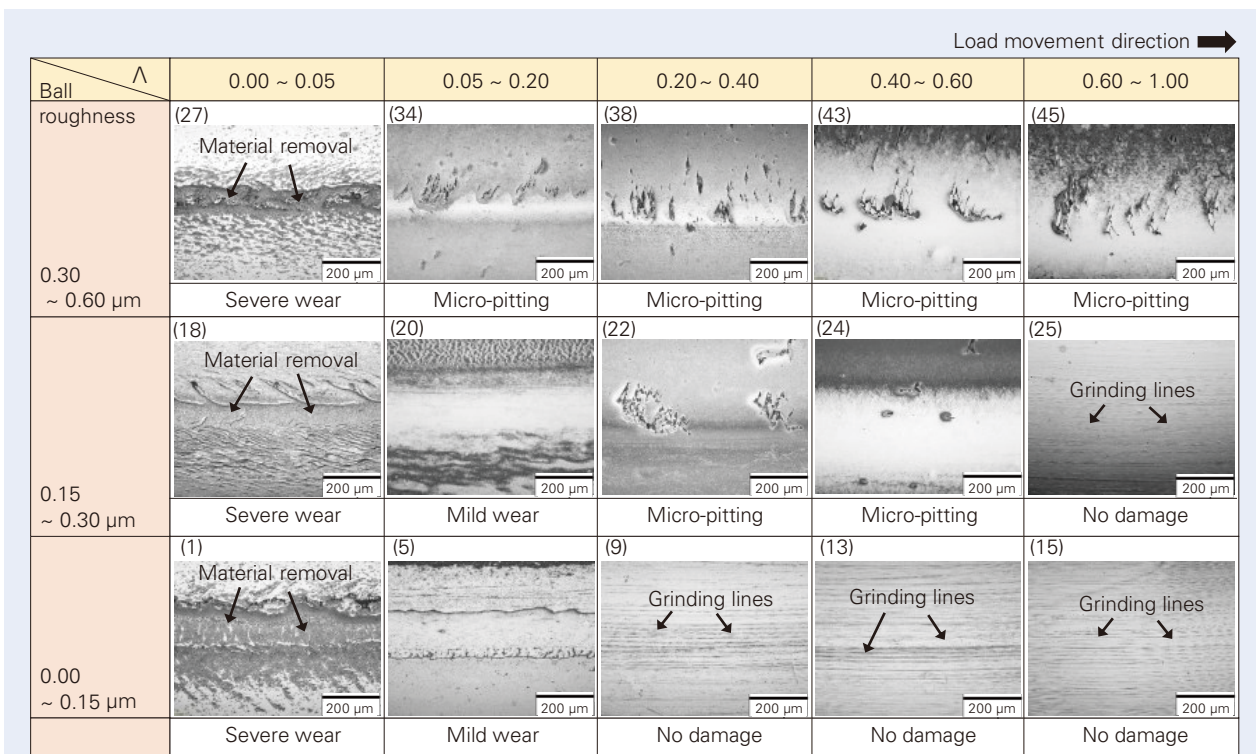 Load movement direction
Λ
Ball
roughness
0.00 ~ 0.05
0.05 ~ 0.20
0.20 ~ 0.40
0.40 ~ 0.60
0.60 ~ 1.00
0.30
~ 0.60 µm
(27)
Material removal
200 µm
(34)
200 µm
(38)
200 µm
(43)
200 µm
(45)
200 µm
Severe wear
Micro-pitting
Micro-pitting
Micro-pitting
Micro-pitting
0.15
~ 0.30 µm
(18)
Material removal
200 µm
(20)
200 µm
(22)
200 µm
(24)
200 µm
(25)
Grinding lines
200 µm
Severe wear
Mild wear
Micro-pitting
Micro-pitting
No damage
0.00
~ 0.15 µm
(1)
Material removal
200 µm
(5)
200 µm
(9)
Grinding lines
200 µm
(13)
Grinding lines
200 µm
(15)
Grinding lines
200 µm
Severe wear
Mild wear
No damage
No damage
No damage